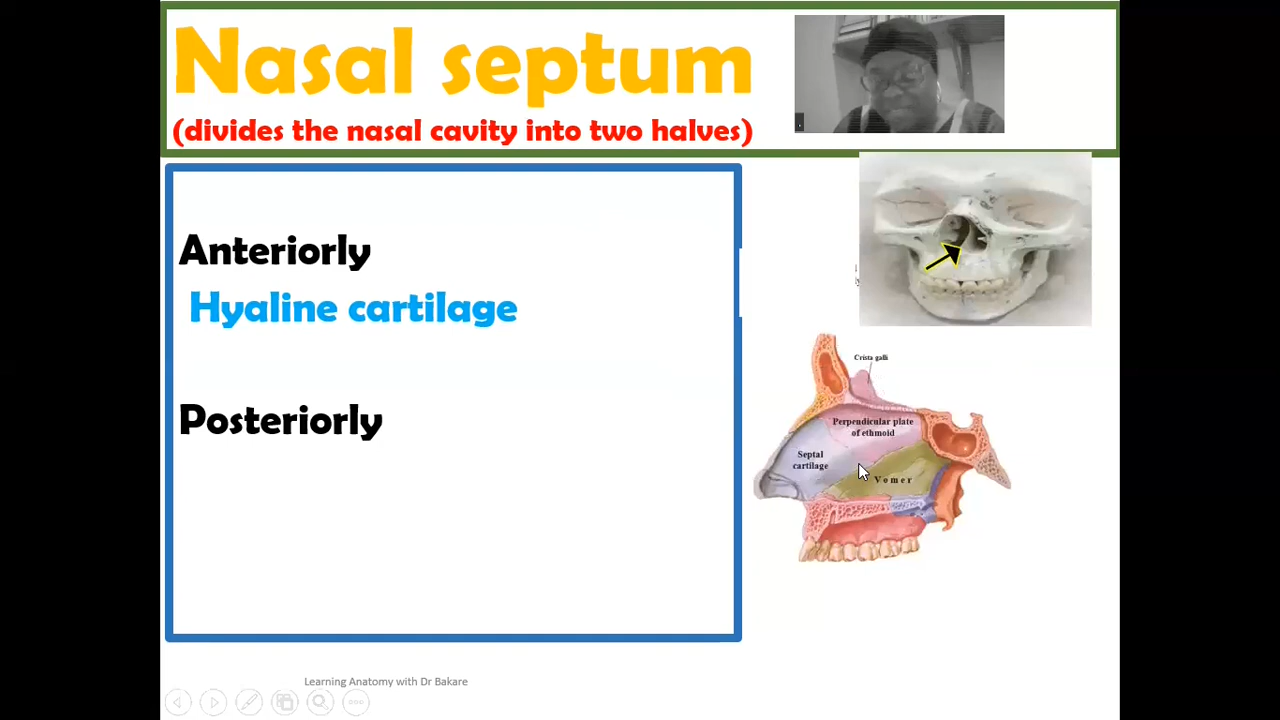 Nasal septum
(divides the nasal cavity into two halves)
Anteriorly
Hyaline cartilage
Posteriorly
Crista galli
Perpendicular plate
of ethmoid
Septal
cartilage
Vomer
Learning Anatomy with Dr Bakare